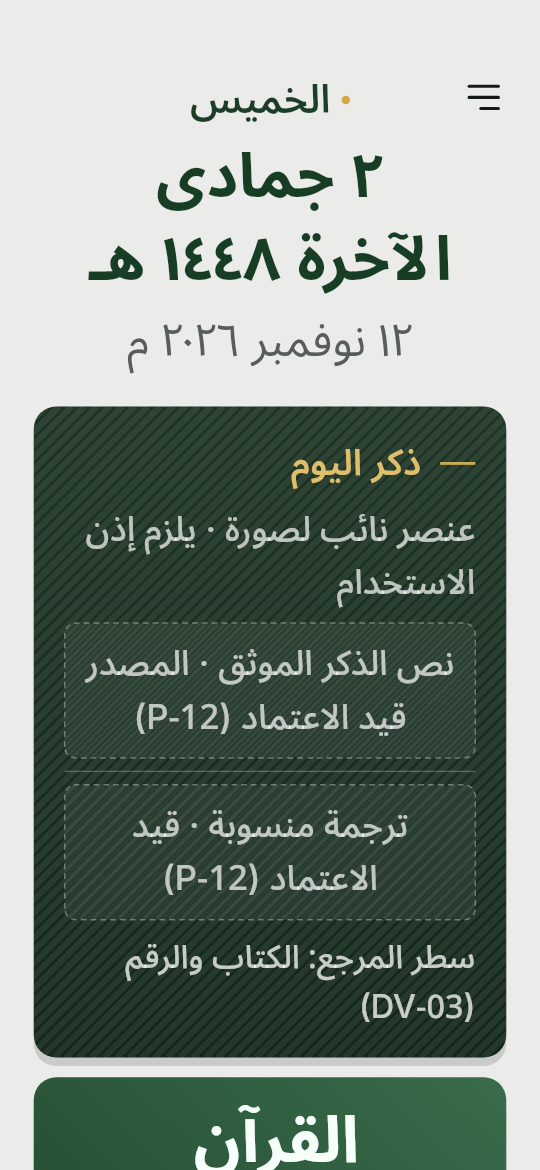 الخميس
٢ جمادى
الآخرة ١٤٤٨ هـ
١٢ نوفمبر ٢٠٢٦ م
ذكر اليوم
عنصر نائب لصورة · يلزم إذن
الاستخدام
نص الذكر الموثق · المصدر
قيد الاعتماد (P-12)
ترجمة منسوبة · قيد
الاعتماد (P-12)
سطر المرجع: الكتاب والرقم
(DV-03)
القرآن